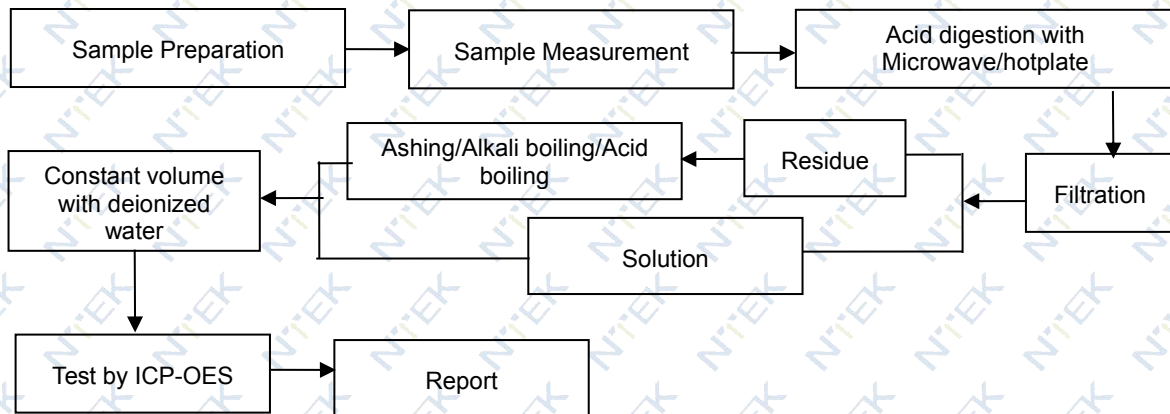 Sample Preparation
Sample Measurement
Acid digestion with
Microwave/hotplate
Filtration
Residue
Ashing/Alkali boiling/Acid
boiling
Solution
Constant volume
with deionized
water
Test by ICP-OES
Report
NTEK